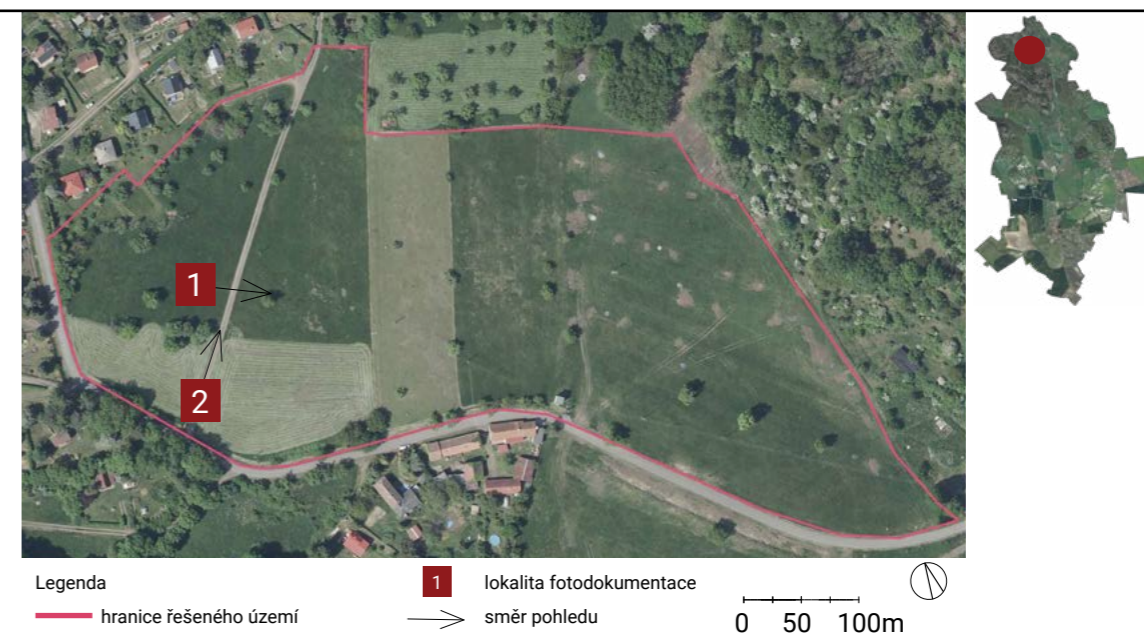 1
2
Legenda
hranice řešeného území
1
lokalita fotodokumentace
směr pohledu
0 50 100m